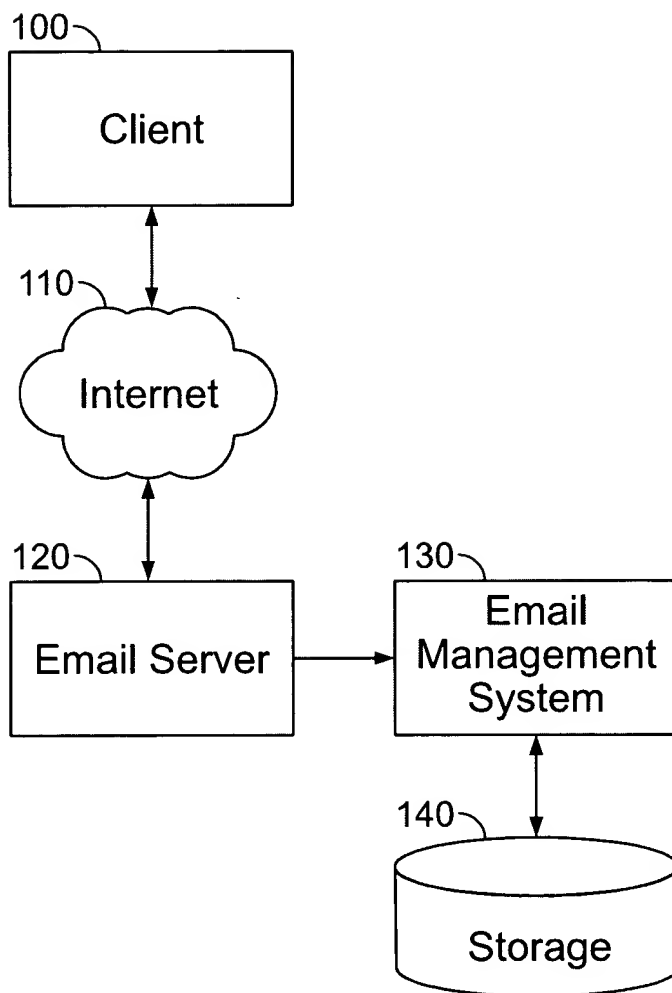 100
Client
110
Internet
120
Email Server
130
Email
Management
System
140
Storage